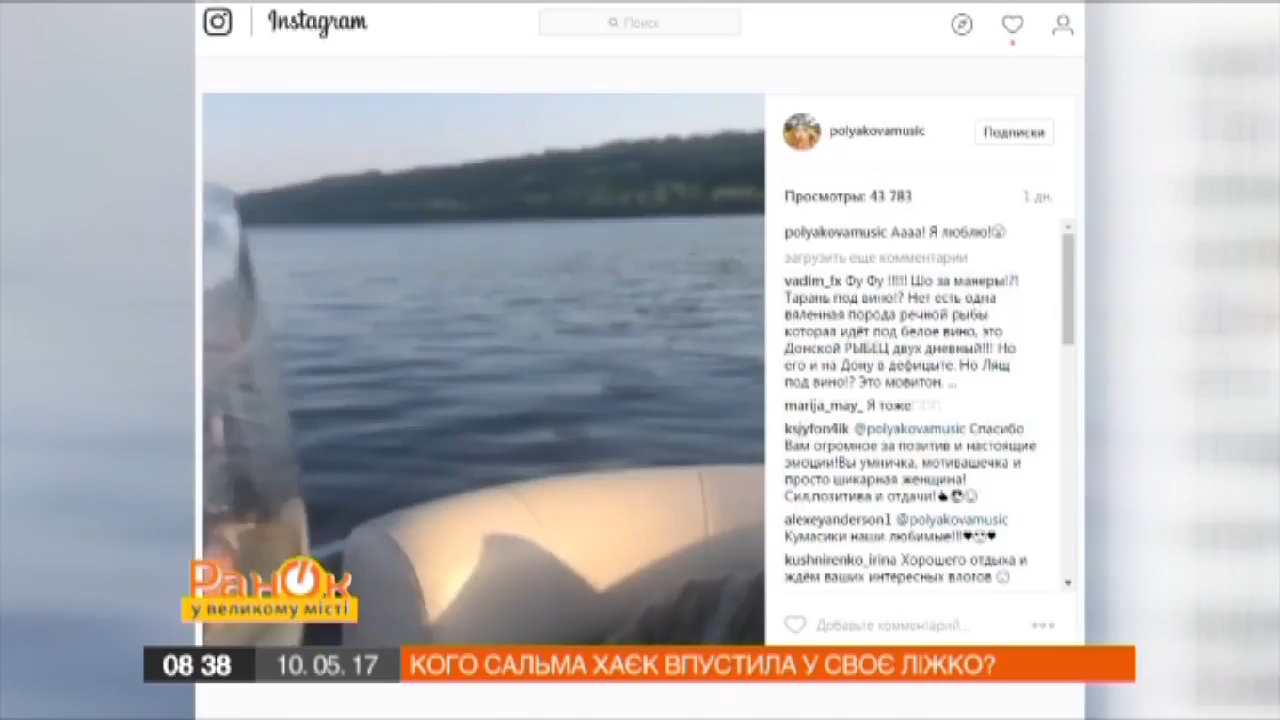 Instagram
Поиск
polyakovamusic
Подписки
Просмотры: 43 783
1 дн.
polyakovamusic Аааа! Я люблю!
загрузить еще комментарии
vadim_fx Фу Фу !!!!! Шо за манеры!?!
Тарань под вино!? Нет есть одна
вяленная порода речной рыбы
которая идёт под белое вино, это
Донской РЫБЕЦ двух дневный!!!! Но
его и на Дону в дефиците. Но Лящ
под вино!? Это мовитон. ...
marija_may_ Я тоже
ksjyfon4ik @polyakovamusic Спасибо
Вам огромное за позитив и настоящие
эмоции!Вы умничка, мотивашечка и
просто шикарная женщина!
Сил,позитива и отдачи!
alexeyanderson1 @polyakovamusic
Кумасики наши любимые!!!♥😍♥
kushnirenko_irina Хорошего отдыха и
ждём ваших интересных влогов
Добавьте комментарий...
РанОк
у великому місті
08 38
10. 05. 17
КОГО САЛЬМА ХАЄК ВПУСТИЛА У СВОЄ ЛІЖКО?